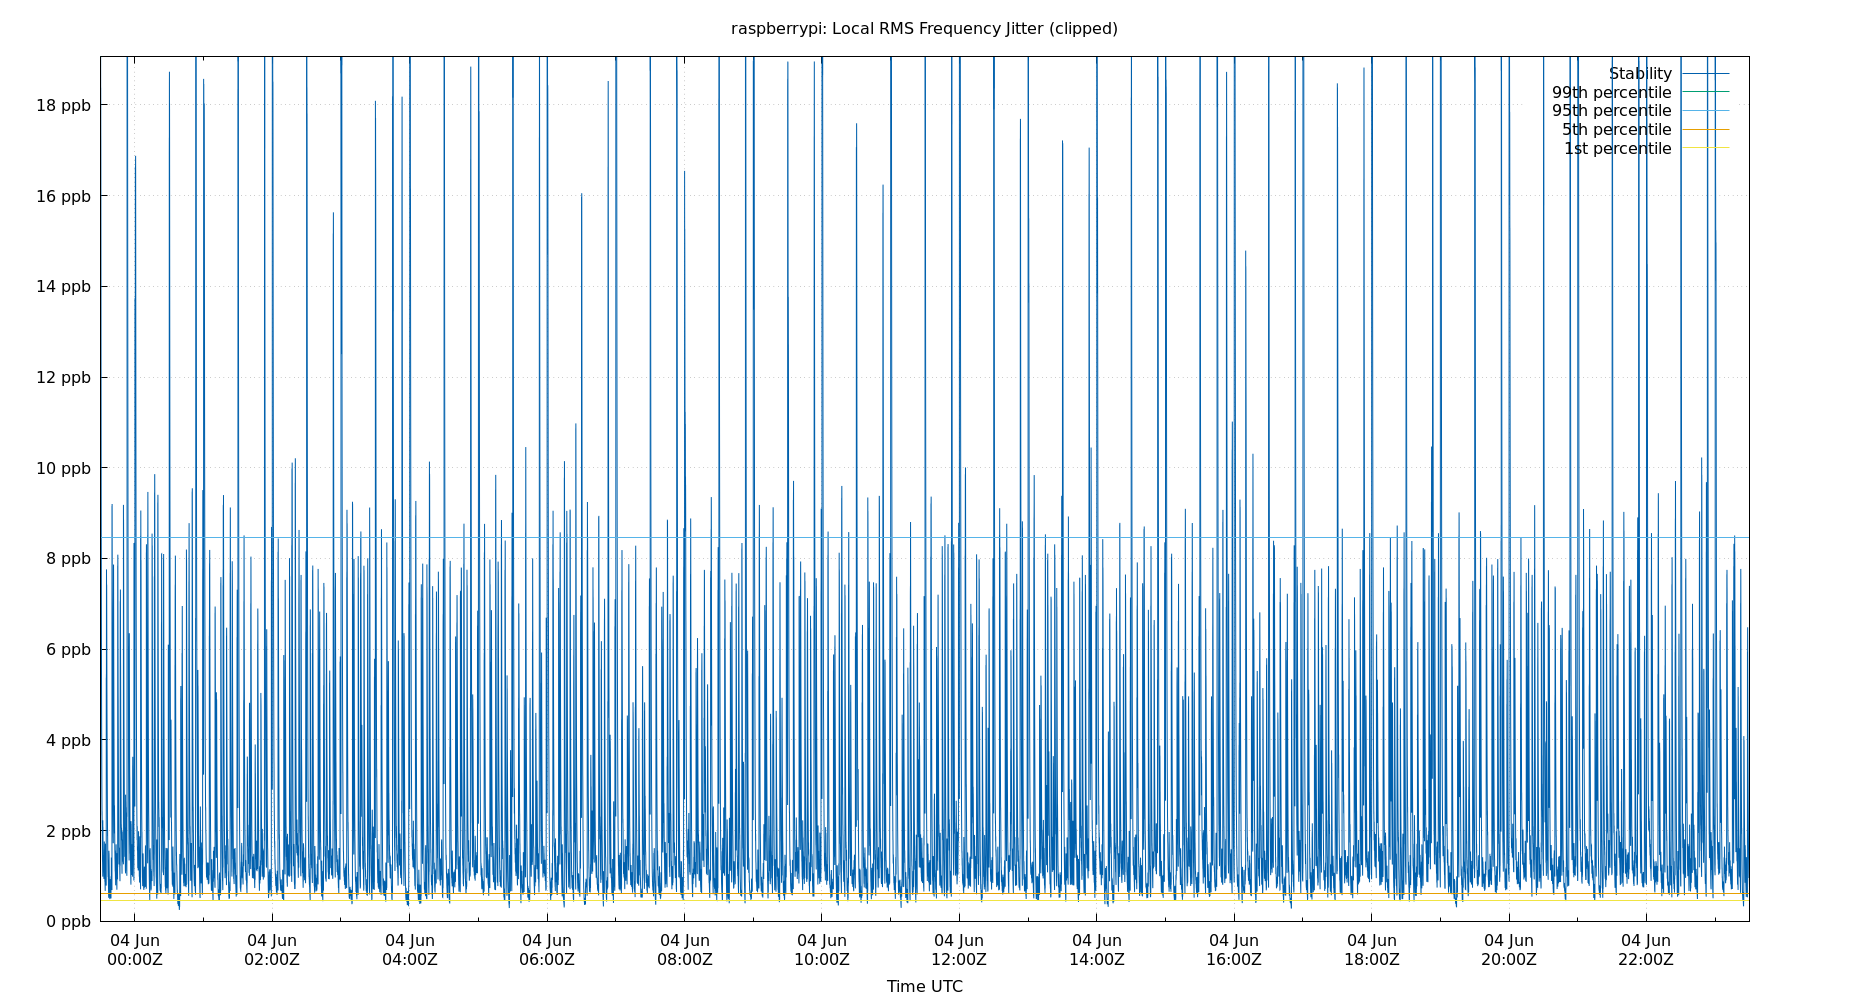 raspberrypi: Local RMS Frequency Jitter (clipped)
Stability
99th percentile
95th percentile
5th percentile
1st percentile
18 ppb
16 ppb
14 ppb
12 ppb
10 ppb
8 ppb
6 ppb
4 ppb
2 ppb
0 ppb
04 Jun 04 Jun 04 Jun 04 Jun 04 Jun 04 Jun 04 Jun 04 Jun 04 Jun 04 Jun 04 Jun 04 Jun
00:00Z 02:00Z 04:00Z 06:00Z 08:00Z 10:00Z 12:00Z 14:00Z 16:00Z 18:00Z 20:00Z 22:00Z
Time UTC